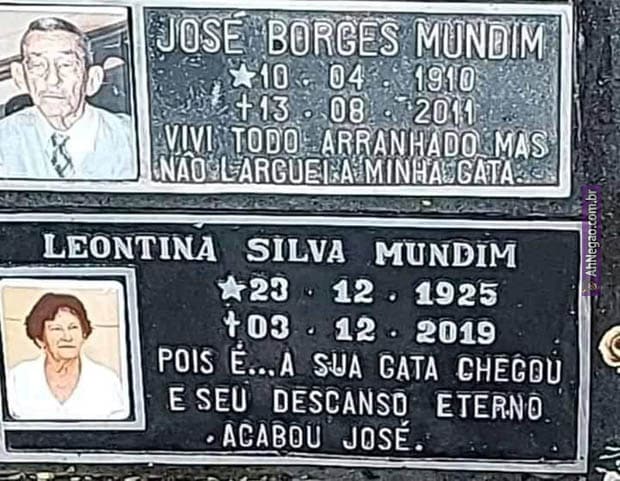 JOSÉ BORGES MUNDIM
★10 · 04 · 1910
✝13 · 08 · 2011
VIVI TODO ARRANHADO MAS
NÃO LARGUEI A MINHA GATA.
LEONTINA SILVA MUNDIM
★23 · 12 · 1925
✝03 · 12 · 2019
POIS É...A SUA GATA CHEGOU
E SEU DESCANSO ETERNO
ACABOU JOSÉ.
AhNegao.com.br